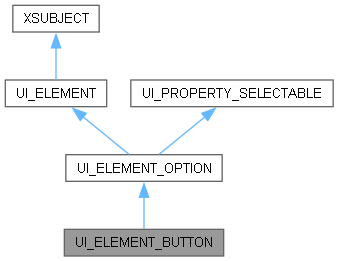 XSUBJECT
UI_ELEMENT
UI_PROPERTY_SELECTABLE
UI_ELEMENT_OPTION
UI_ELEMENT_BUTTON